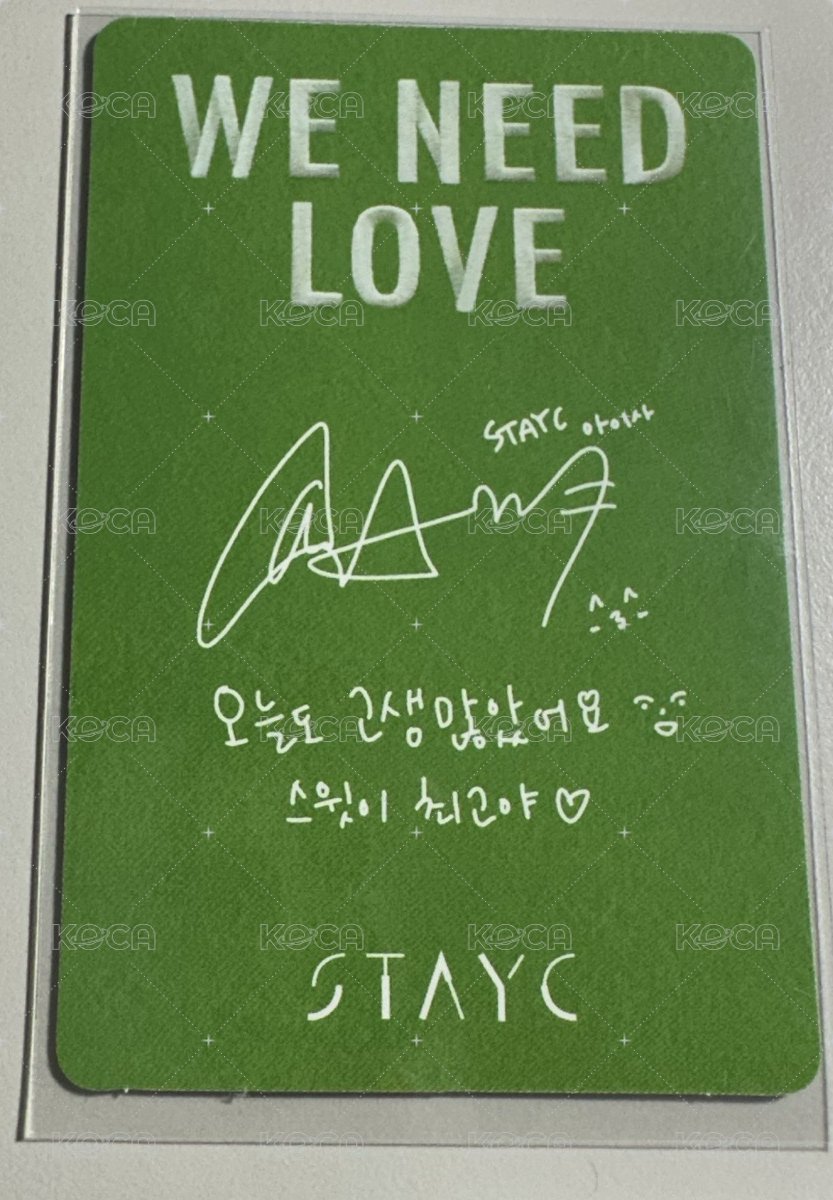 WE NEED
LOVE
STAYC 아이사
오늘도 고생많았어요
스윗이 최고야♡
STAYC
KOCA